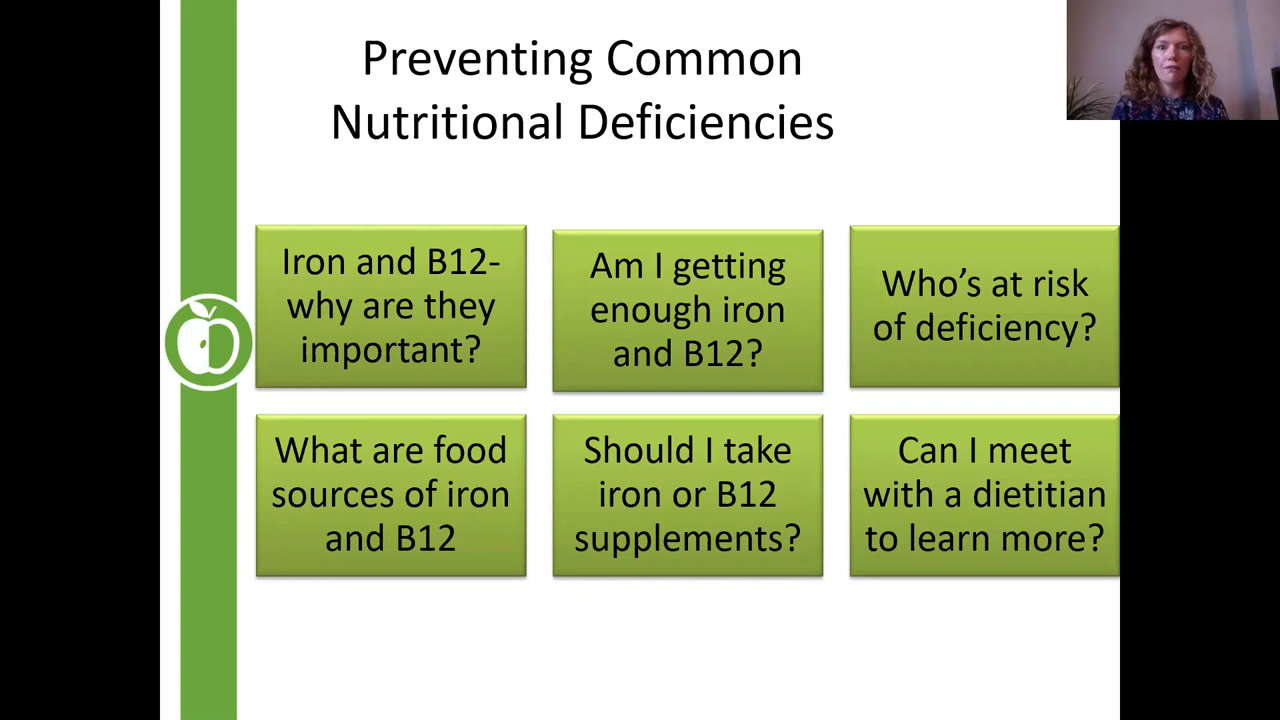 Preventing Common
Nutritional Deficiencies
Iron and B12-
why are they
important?
Am I getting
enough iron
and B12?
Who’s at risk
of deficiency?
What are food
sources of iron
and B12
Should I take
iron or B12
supplements?
Can I meet
with a dietitian
to learn more?